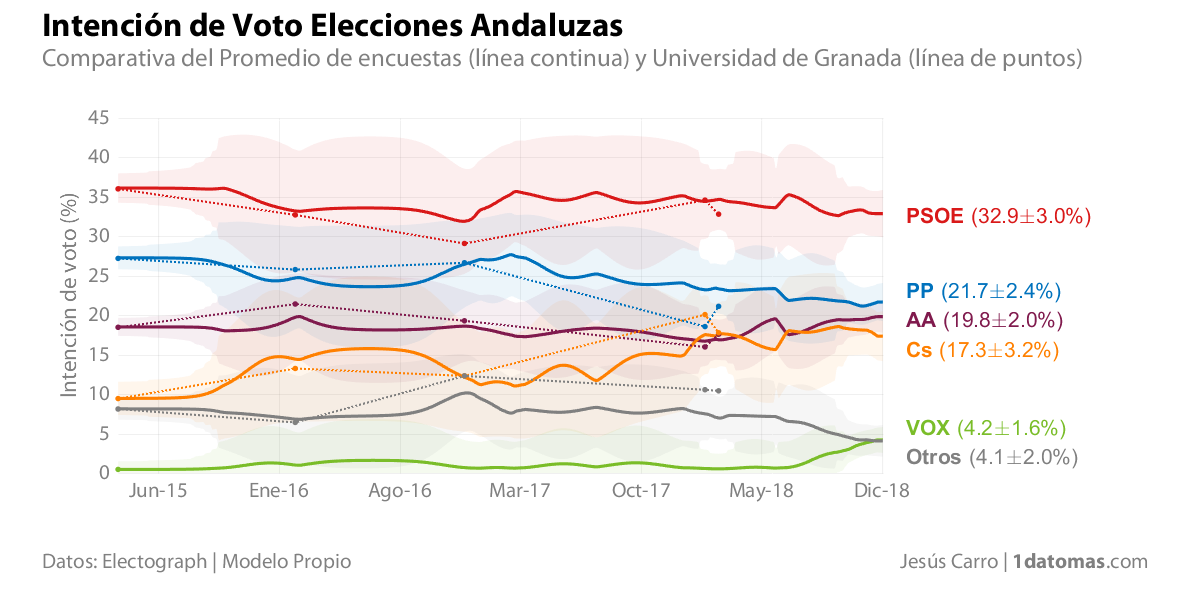 Intención de Voto Elecciones Andaluzas
Comparativa del Promedio de encuestas (línea continua) y Universidad de Granada (línea de puntos)
Intención de voto (%)
45
40
35
30
25
20
15
10
5
0
Jun-15 Ene-16 Ago-16 Mar-17 Oct-17 May-18 Dic-18
PSOE (32.9±3.0%)
PP (21.7±2.4%)
AA (19.8±2.0%)
Cs (17.3±3.2%)
VOX (4.2±1.6%)
Otros (4.1±2.0%)
Datos: Electograph | Modelo Propio
Jesús Carro | 1datomas.com